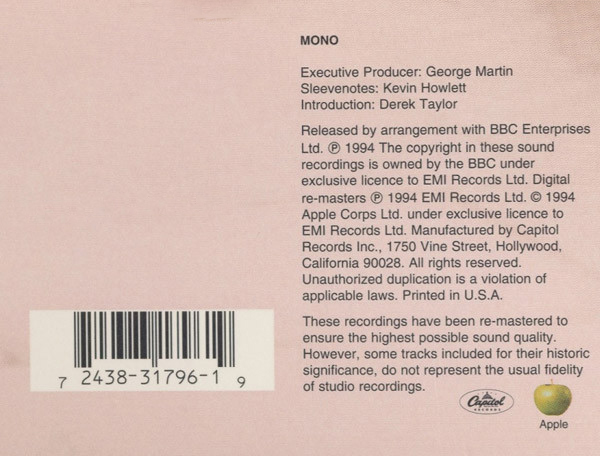 MONO
Executive Producer: George Martin
Sleevenotes: Kevin Howlett
Introduction: Derek Taylor
Released by arrangement with BBC Enterprises
Ltd. ℗ 1994 The copyright in these sound
recordings is owned by the BBC under
exclusive licence to EMI Records Ltd. Digital
re-masters ℗ 1994 EMI Records Ltd. © 1994
Apple Corps Ltd. under exclusive licence to
EMI Records Ltd. Manufactured by Capitol
Records Inc., 1750 Vine Street, Hollywood,
California 90028. All rights reserved.
Unauthorized duplication is a violation of
applicable laws. Printed in U.S.A.
These recordings have been re-mastered to
ensure the highest possible sound quality.
However, some tracks included for their historic
significance, do not represent the usual fidelity
of studio recordings.
7 2438-31796-1 9
Capitol
RECORDS
Apple